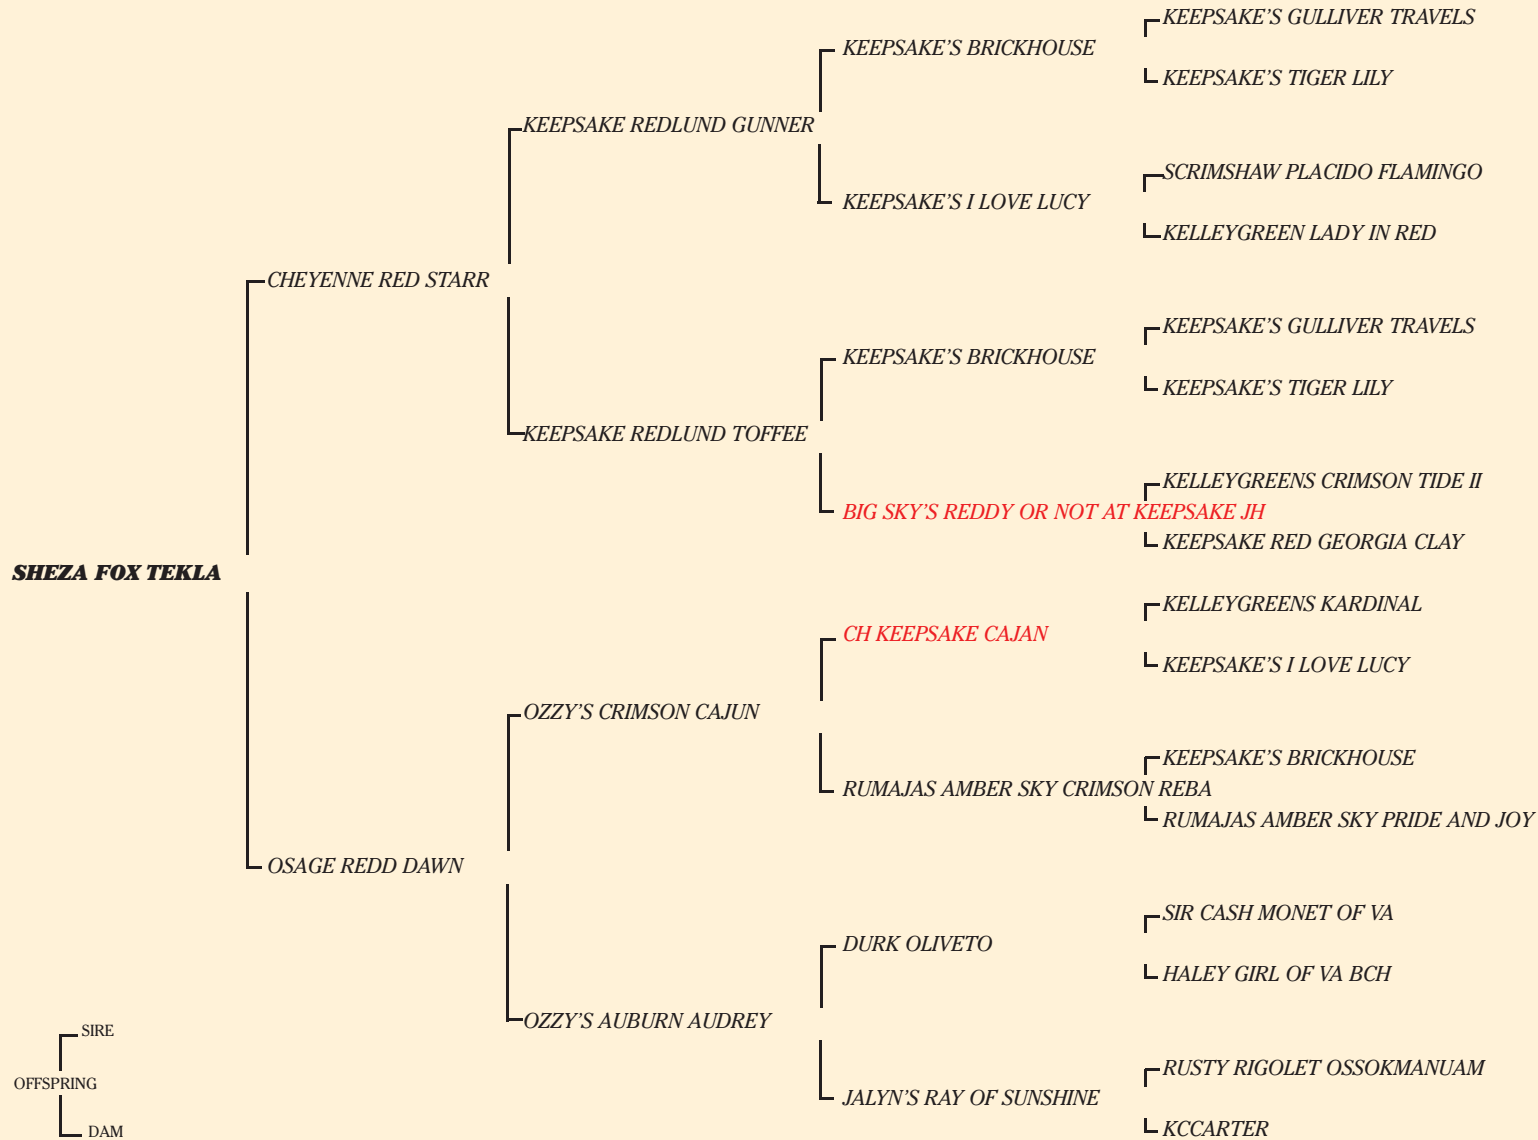 KEEPSAKE’S GULLIVER TRAVELS
KEEPSAKE’S BRICKHOUSE
KEEPSAKE’S TIGER LILY
KEEPSAKE REDLUND GUNNER
SCRIMSHAW PLACIDO FLAMINGO
KEEPSAKE’S I LOVE LUCY
KELLEYGREEN LADY IN RED
CHEYENNE RED STARR
KEEPSAKE’S GULLIVER TRAVELS
KEEPSAKE’S BRICKHOUSE
KEEPSAKE’S TIGER LILY
KEEPSAKE REDLUND TOFFEE
KELLEYGREENS CRIMSON TIDE II
BIG SKY’S REDDY OR NOT AT KEEPSAKE JH
KEEPSAKE RED GEORGIA CLAY
SHEZA FOX TEKLA
KELLEYGREENS KARDINAL
CH KEEPSAKE CAJAN
KEEPSAKE’S I LOVE LUCY
OZZY’S CRIMSON CAJUN
KEEPSAKE’S BRICKHOUSE
RUMAJAS AMBER SKY CRIMSON REBA
RUMAJAS AMBER SKY PRIDE AND JOY
OSAGE REDD DAWN
SIR CASH MONET OF VA
DURK OLIVETO
HALEY GIRL OF VA BCH
OZZY’S AUBURN AUDREY
RUSTY RIGOLET OSSOKMANUAM
JALYN’S RAY OF SUNSHINE
KCCARTER
SIRE
OFFSPRING
DAM